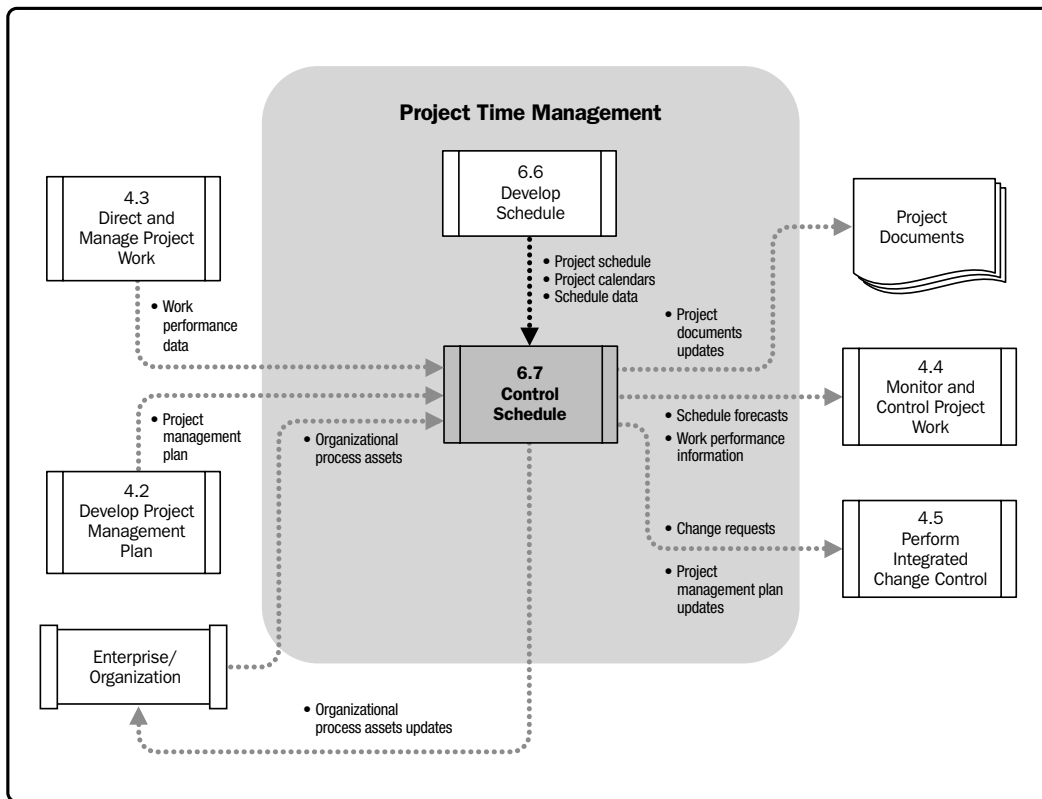 Project Time Management
6.6
Develop
Schedule
4.3
Direct and
Manage Project
Work
Project
Documents
• Project schedule
• Project calendars
• Schedule data
• Work
performance
data
• Project
documents
updates
6.7
Control
Schedule
4.4
Monitor and
Control Project
Work
• Project
management
plan
• Organizational
process assets
• Schedule forecasts
• Work performance
information
4.2
Develop Project
Management
Plan
• Change requests
• Project
management plan
updates
4.5
Perform
Integrated
Change Control
Enterprise/
Organization
• Organizational
process assets updates